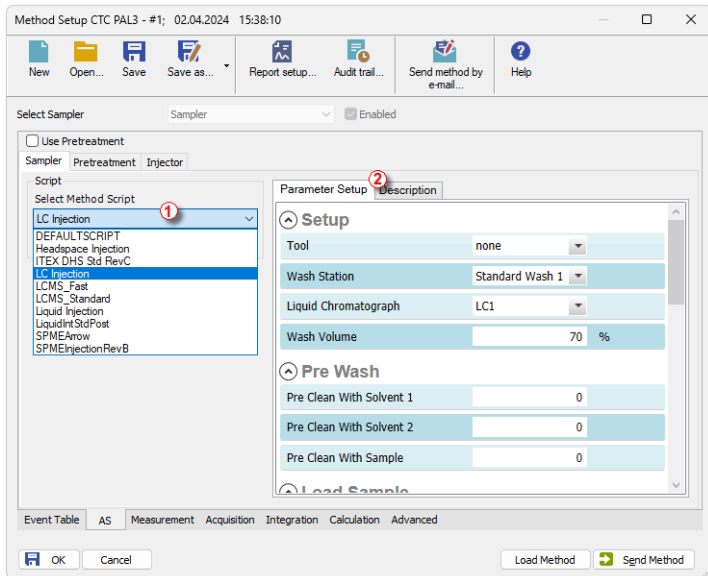 Method Setup CTC PAL3 - #1; 02.04.2024 15:38:10
New Open... Save Save as... Report setup... Audit trail... Send method by e-mail... Help
Select Sampler Sampler Enabled
Use Pretreatment
Sampler Pretreatment Injector
Script
Select Method Script
LC Injection
1
DEFAULTSCRIPT
Headspace Injection
ITEX DHS Std RevC
LC Injection
LCMS_Fast
LCMS_Standard
Liquid Injection
LiquidIntStdPost
SPMEArrow
SPMEInjectionRevB
Parameter Setup Description
2
Setup
Tool none
Wash Station Standard Wash 1
Liquid Chromatograph LC1
Wash Volume 70 %
Pre Wash
Pre Clean With Solvent 1 0
Pre Clean With Solvent 2 0
Pre Clean With Sample 0
Load Sample
Event Table AS Measurement Acquisition Integration Calculation Advanced
OK Cancel Load Method Send Method